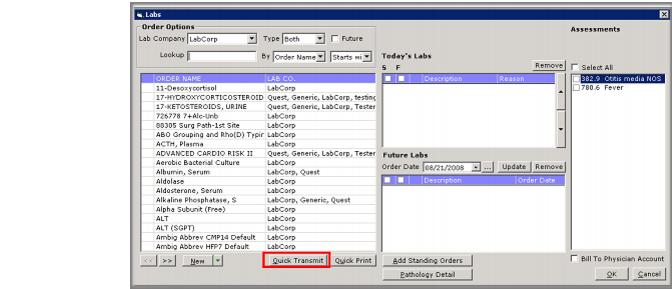 Labs
Order Options
Lab Company LabCorp Type Both Future
Lookup By Order Name Starts wi
ORDER NAME LAB CO.
11-Desoxycortisol LabCorp
17-HYDROXYCORTICOSTEROID Quest, Generic, LabCorp, testing
17-KETOSTEROIDS, URINE Quest, Generic, LabCorp, Tester
726778 7+Alc-Unb LabCorp
88305 Surg Path-1st Site LabCorp
ABO Grouping and Rho(D) Typir LabCorp
ACTH, Plasma LabCorp
ADVANCED CARDIO RISK II Quest, Generic, LabCorp, Tester
Aerobic Bacterial Culture LabCorp
Albumin, Serum LabCorp, Quest
Aldolase LabCorp
Aldosterone, Serum LabCorp
Alkaline Phosphatase, S LabCorp, Generic, Quest
Alpha Subunit (Free) LabCorp
ALT LabCorp
ALT (SGPT) LabCorp
Ambig Abbrev CMP14 Default LabCorp
Ambig Abbrev HFP7 Default LabCorp
<< >> New Quick Transmit Quick Print
Today's Labs
Remove
S F
Description Reason
Future Labs
Order Date 08/21/2008 ... Update Remove
Description Order Date
Add Standing Orders
Pathology Detail
Assessments
Select All
382.9 Otitis media NOS
780.6 Fever
Bill To Physician Account
OK Cancel